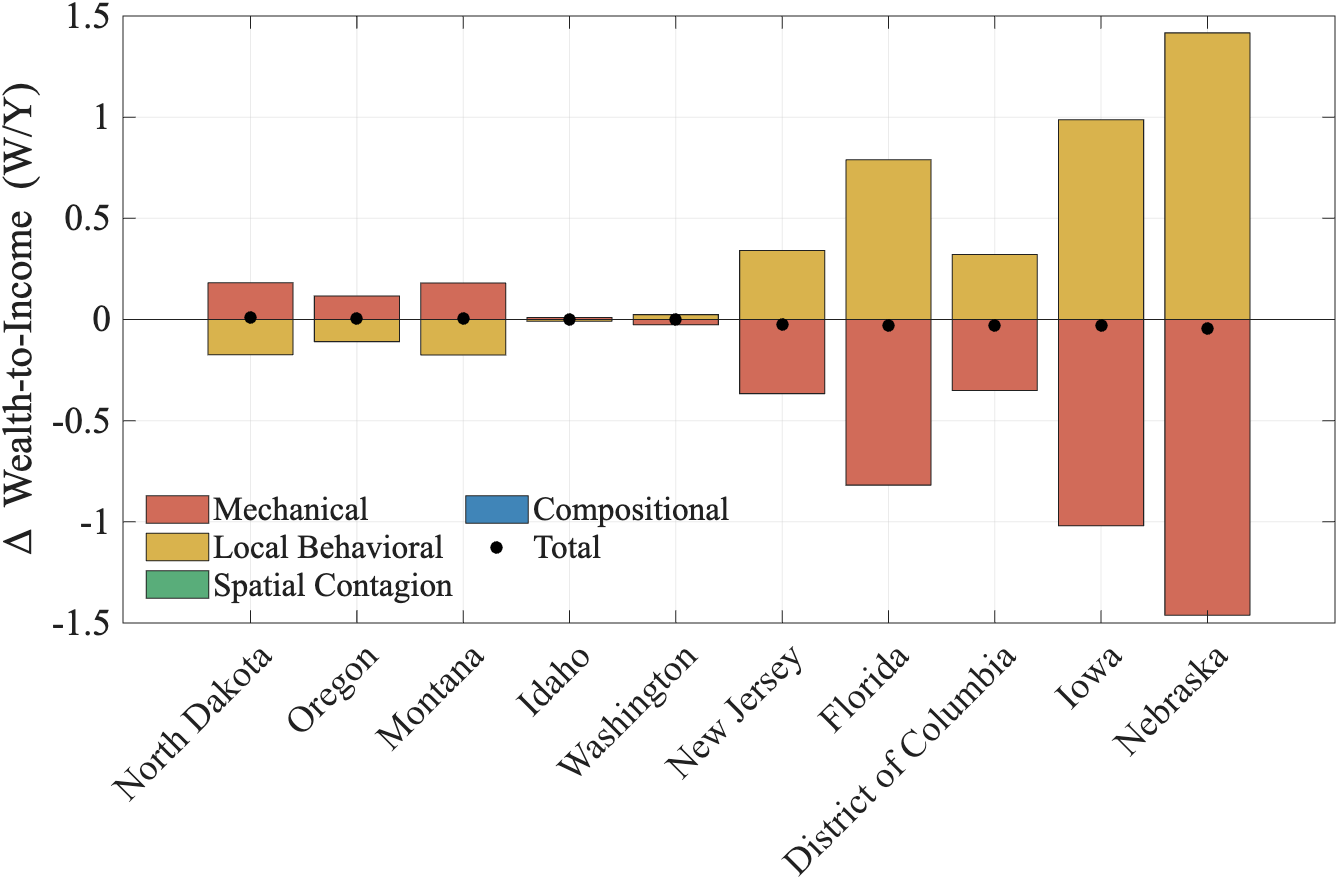 Δ Wealth-to-Income (W/Y)
1.5
1
0.5
0
-0.5
-1
-1.5
Mechanical
Local Behavioral
Spatial Contagion
Compositional
Total
North Dakota
Oregon
Montana
Idaho
Washington
New Jersey
Florida
District of Columbia
Iowa
Nebraska